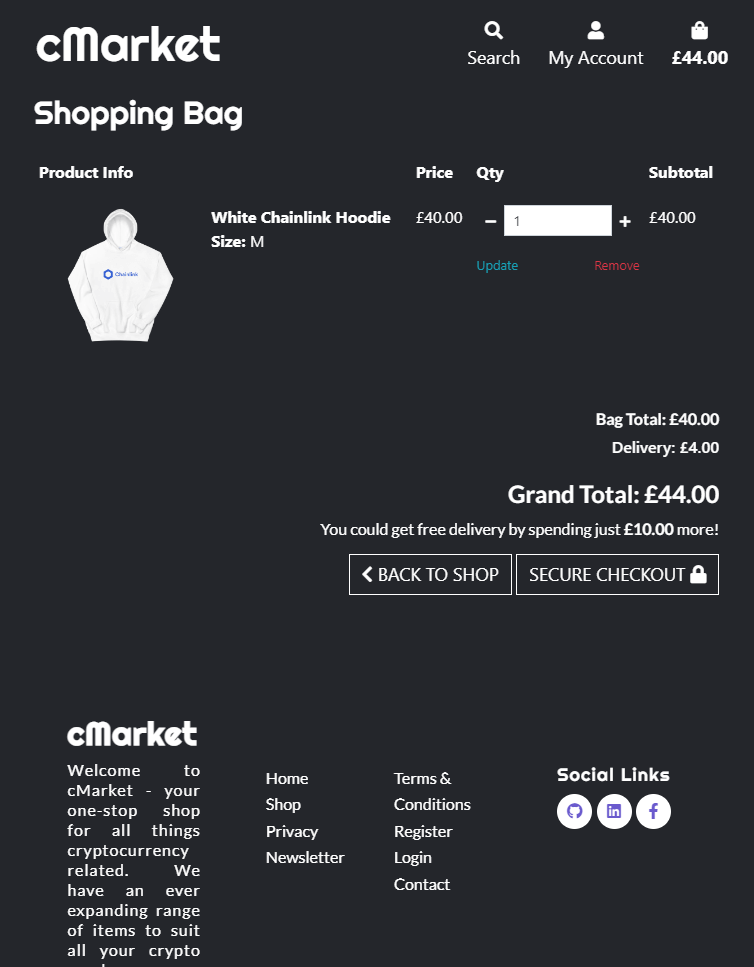 cMarket
Search
My Account
£44.00
Shopping Bag
Product Info
Price
Qty
Subtotal
White Chainlink Hoodie
Size: M
£40.00
1
£40.00
Update
Remove
Chainlink
Bag Total: £40.00
Delivery: £4.00
Grand Total: £44.00
You could get free delivery by spending just £10.00 more!
BACK TO SHOP
SECURE CHECKOUT
cMarket
Welcome to
cMarket - your
one-stop shop
for all things
cryptocurrency
related. We
have an ever
expanding range
of items to suit
all your crypto
Home
Shop
Privacy
Newsletter
Terms &
Conditions
Register
Login
Contact
Social Links